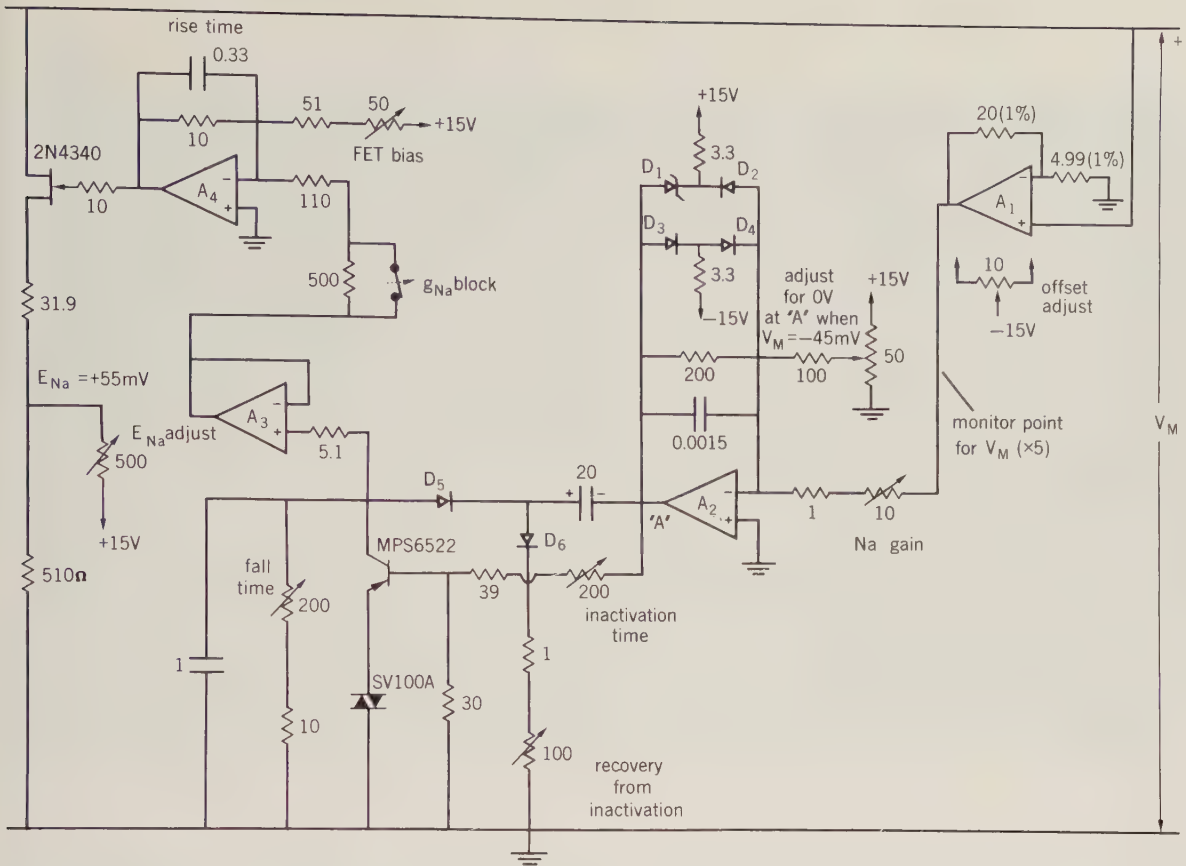 rise time
0.33
+
51
50
+15V
+15V
20(1%)
10
FET bias
3.3
4.99(1%)
2N4340
D1
D2
A4
−
+
110
A1
−
+
10
D3
D4
500
gNa block
3.3
adjust
for 0V
at "A" when
VM = −45mV
+15V
10
offset
adjust
−15V
−15V
31.9
200
100
50
ENa = +55mV
A3
−
+
monitor point
for VM (×5)
VM
ENa adjust
5.1
0.0015
500
D5
20
+
−
"A"
A2
−
+
1
10
+15V
MPS6522
D6
Na gain
510Ω
fall
time
200
39
200
inactivation
time
1
SV100A
1
10
30
100
recovery
from
inactivation